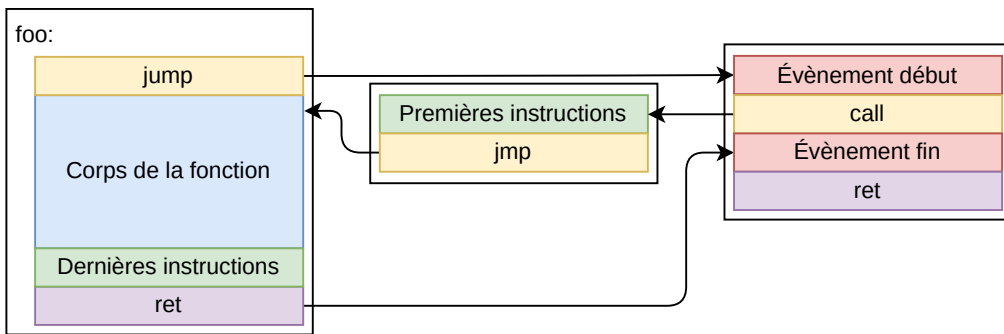 foo:
jump
Corps de la fonction
Dernières instructions
ret
Premières instructions
jmp
Évènement début
call
Évènement fin
ret